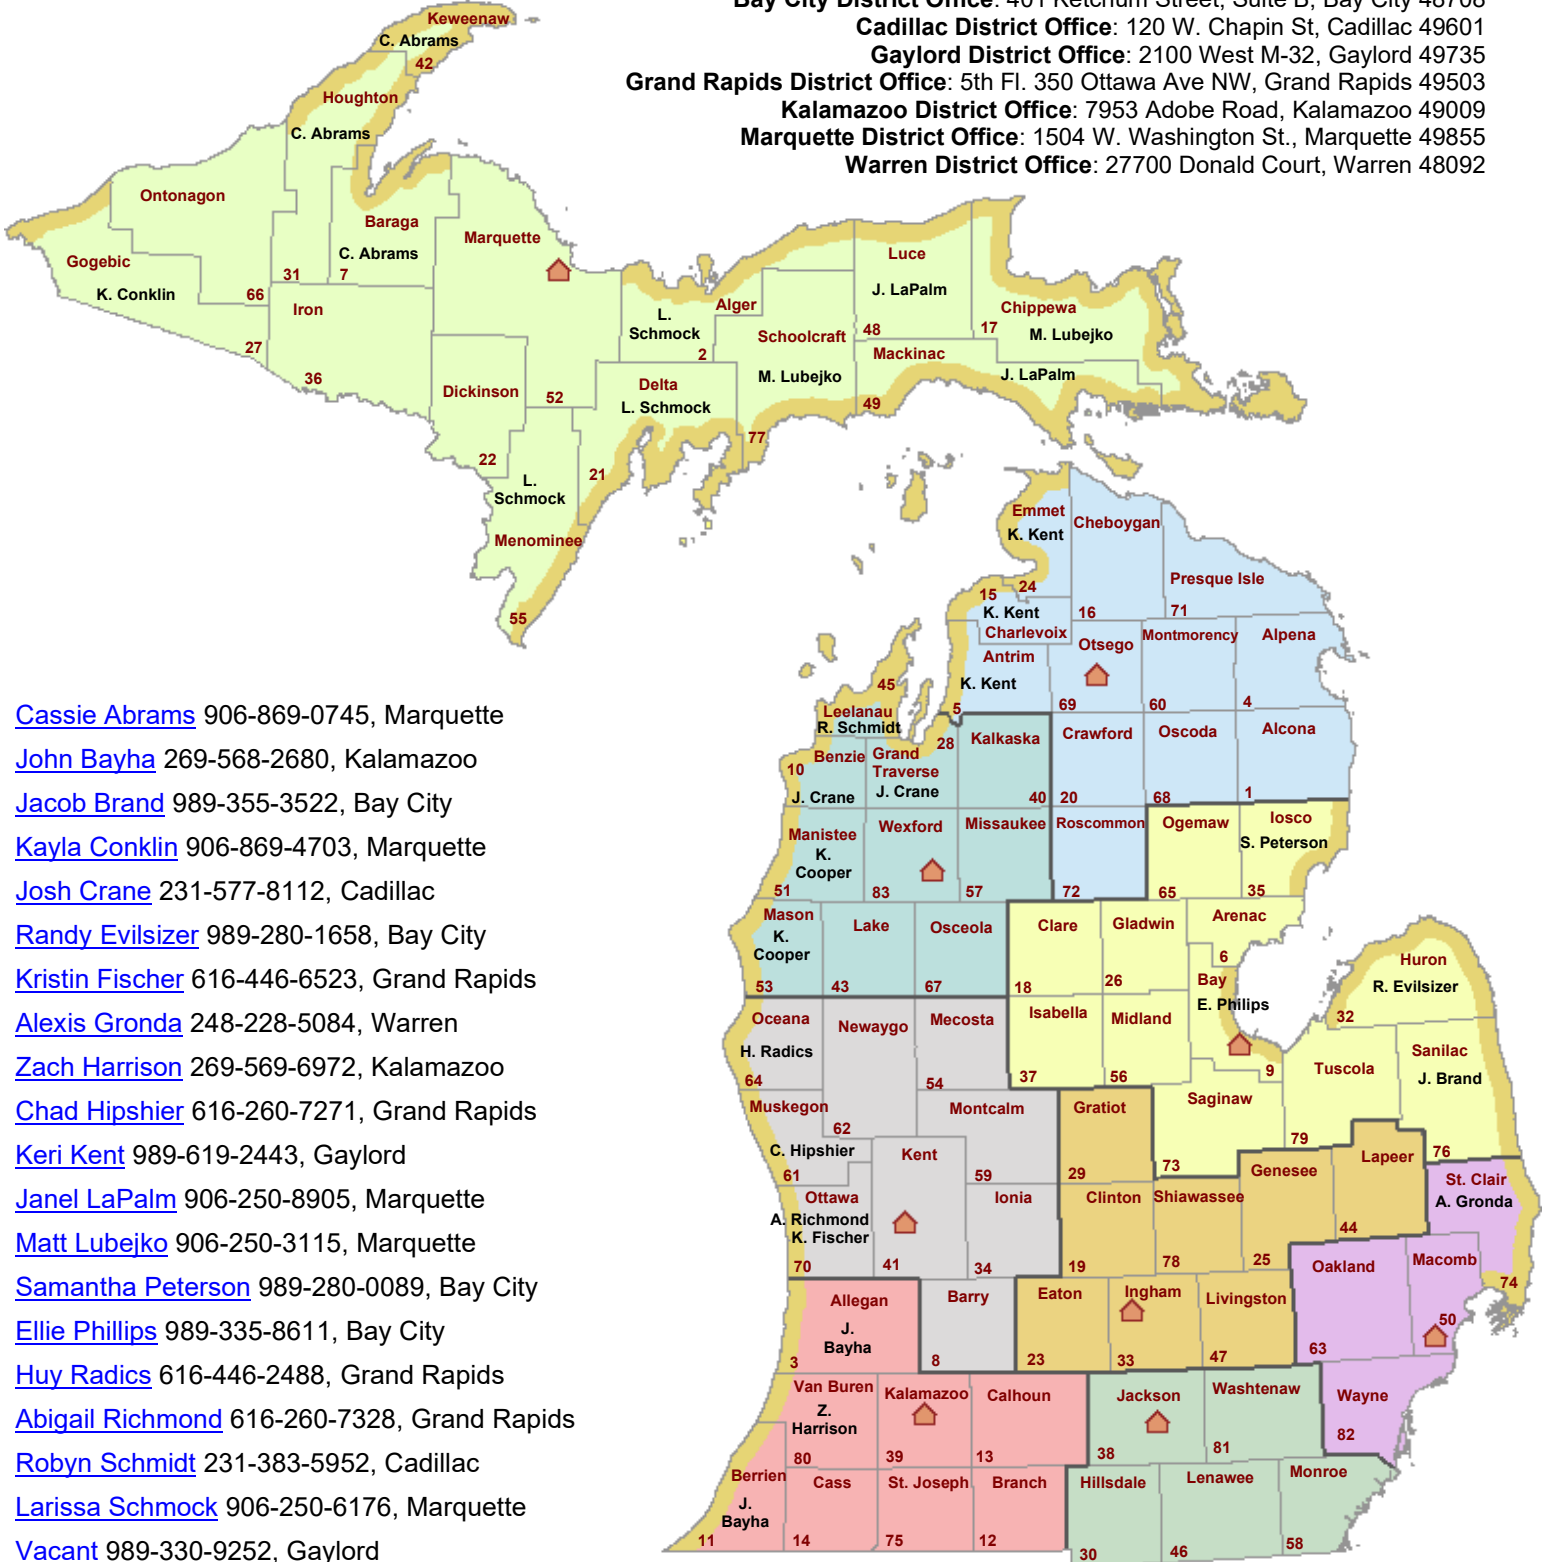 Bay City District Office: 401 Ketchum Street, Suite B, Bay City 48708
Cadillac District Office: 120 W. Chapin St, Cadillac 49601
Gaylord District Office: 2100 West M-32, Gaylord 49735
Grand Rapids District Office: 5th Fl. 350 Ottawa Ave NW, Grand Rapids 49503
Kalamazoo District Office: 7953 Adobe Road, Kalamazoo 49009
Marquette District Office: 1504 W. Washington St., Marquette 49855
Warren District Office: 27700 Donald Court, Warren 48092
Keweenaw
C. Abrams
42
Houghton
C. Abrams
31
Ontonagon
66
Baraga
C. Abrams
7
Gogebic
K. Conklin
27
Iron
36
Marquette
52
Dickinson
22
L.
Schmock
Menominee
55
Delta
L. Schmock
21
Alger
L.
Schmock
2
Schoolcraft
M. Lubejko
77
Luce
J. LaPalm
48
Chippewa
M. Lubejko
17
Mackinac
J. LaPalm
49
Emmet
K. Kent
24
Cheboygan
16
Presque Isle
71
15
K. Kent
Charlevoix
Antrim
K. Kent
5
Otsego
69
Montmorency
60
Alpena
4
45
Leelanau
R. Schmidt
Benzie
10
J. Crane
28
Grand
Traverse
J. Crane
Kalkaska
40
Crawford
20
Oscoda
68
Alcona
1
Manistee
K.
Cooper
51
Wexford
83
Missaukee
57
Roscommon
72
Ogemaw
65
Iosco
S. Peterson
35
Mason
K.
Cooper
53
Lake
43
Osceola
67
Clare
18
Gladwin
26
Arenac
6
Bay
E. Philips
9
Huron
R. Evilsizer
32
Oceana
H. Radics
64
Newaygo
62
Mecosta
54
Isabella
37
Midland
56
Saginaw
73
Tuscola
79
Sanilac
J. Brand
76
Muskegon
C. Hipshier
61
Montcalm
59
Gratiot
29
Kent
41
Ottawa
A. Richmond
K. Fischer
70
Ionia
34
Clinton
19
Shiawassee
78
Genesee
25
Lapeer
44
St. Clair
A. Gronda
74
Oakland
63
Macomb
50
Allegan
J.
Bayha
3
Barry
8
Eaton
23
Ingham
33
Livingston
47
Van Buren
Z.
Harrison
80
Kalamazoo
39
Calhoun
13
Jackson
38
Washtenaw
81
Wayne
82
Berrien
J.
Bayha
11
Cass
14
St. Joseph
75
Branch
12
Hillsdale
30
Lenawee
46
Monroe
58
Cassie Abrams 906-869-0745, Marquette
John Bayha 269-568-2680, Kalamazoo
Jacob Brand 989-355-3522, Bay City
Kayla Conklin 906-869-4703, Marquette
Josh Crane 231-577-8112, Cadillac
Randy Evilsizer 989-280-1658, Bay City
Kristin Fischer 616-446-6523, Grand Rapids
Alexis Gronda 248-228-5084, Warren
Zach Harrison 269-569-6972, Kalamazoo
Chad Hipshier 616-260-7271, Grand Rapids
Keri Kent 989-619-2443, Gaylord
Janel LaPalm 906-250-8905, Marquette
Matt Lubejko 906-250-3115, Marquette
Samantha Peterson 989-280-0089, Bay City
Ellie Phillips 989-335-8611, Bay City
Huy Radics 616-446-2488, Grand Rapids
Abigail Richmond 616-260-7328, Grand Rapids
Robyn Schmidt 231-383-5952, Cadillac
Larissa Schmock 906-250-6176, Marquette
Vacant 989-330-9252, Gaylord